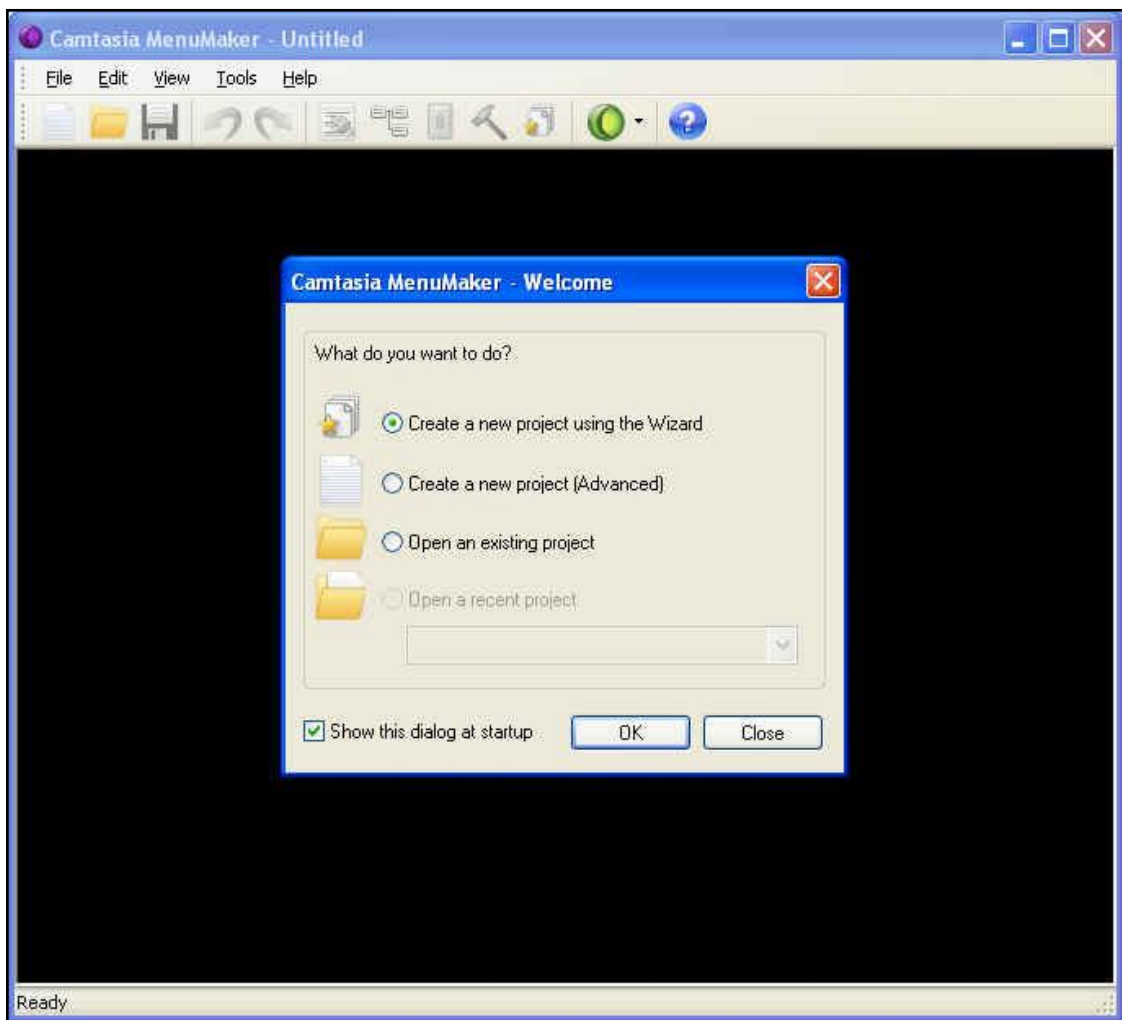 Camtasia MenuMaker - Untitled
File Edit View Tools Help
Camtasia MenuMaker - Welcome
What do you want to do?
Create a new project using the Wizard
Create a new project (Advanced)
Open an existing project
Open a recent project
Show this dialog at startup OK Close
Ready